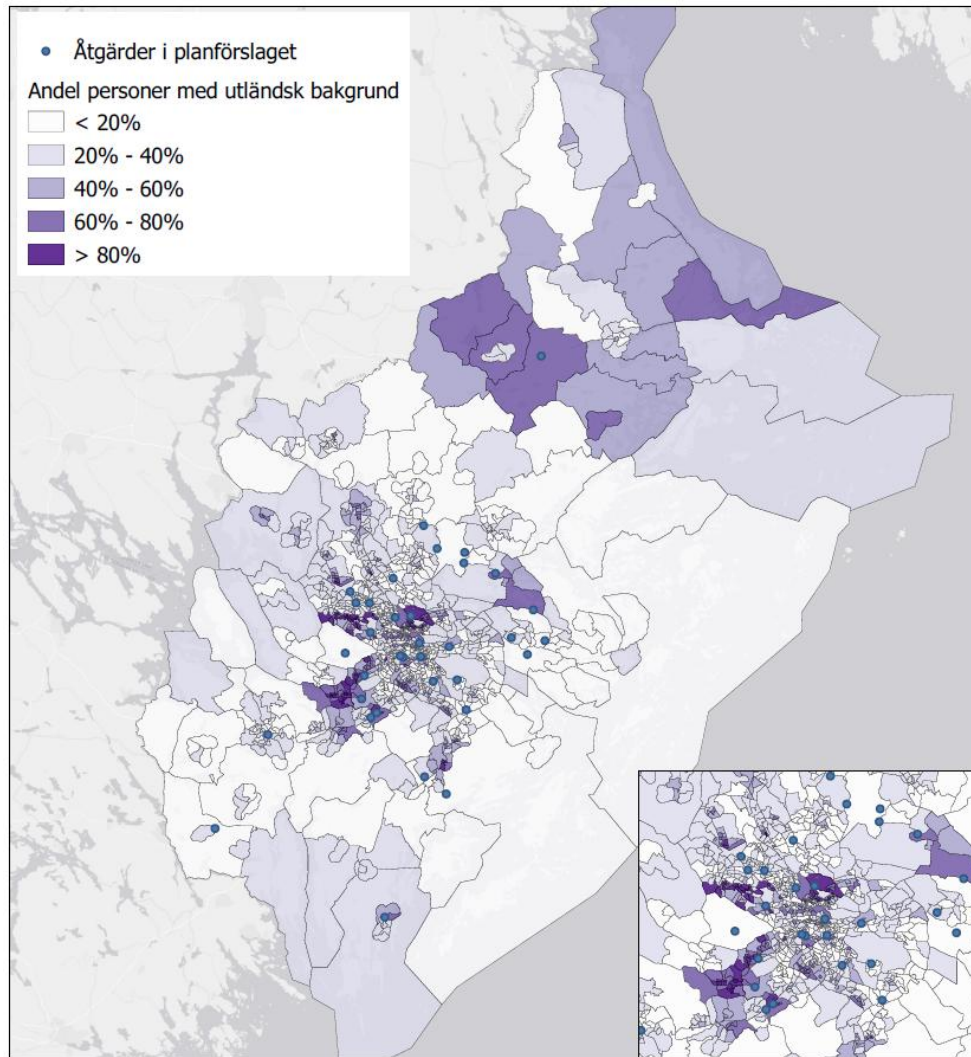 Åtgärder i planförslaget
Andel personer med utländsk bakgrund
< 20%
20% - 40%
40% - 60%
60% - 80%
> 80%